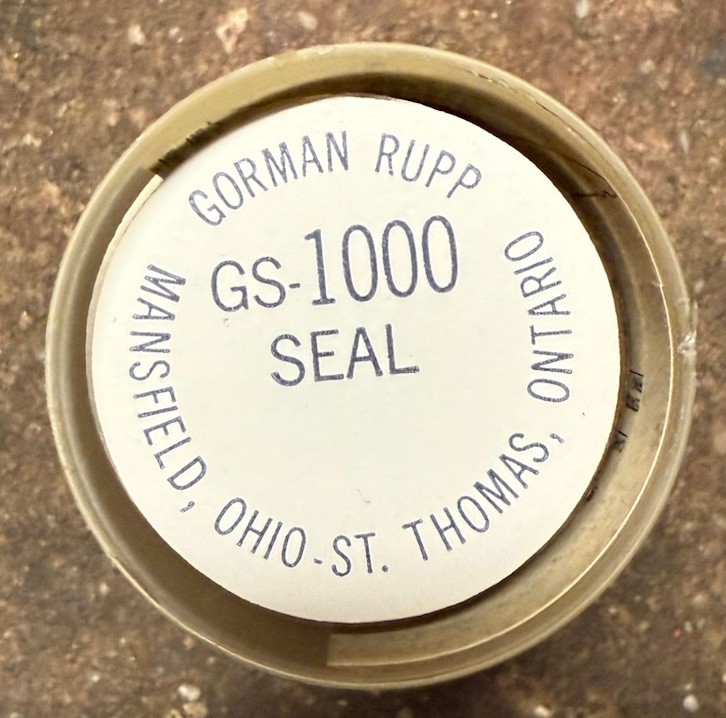 GORMAN RUPP
GS-1000
SEAL
MANSFIELD, OHIO-ST. THOMAS, ONTARIO